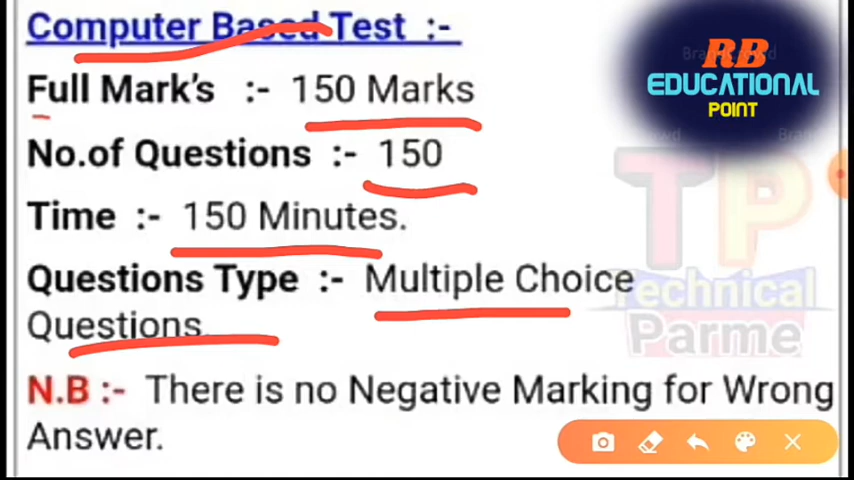 Computer Based Test :-
RB
EDUCATIONAL
POINT
Full Mark's :- 150 Marks
No.of Questions :- 150
Time :- 150 Minutes.
Questions Type :- Multiple Choice
Questions.
TP
Technical
Parme
N.B :- There is no Negative Marking for Wrong
Answer.